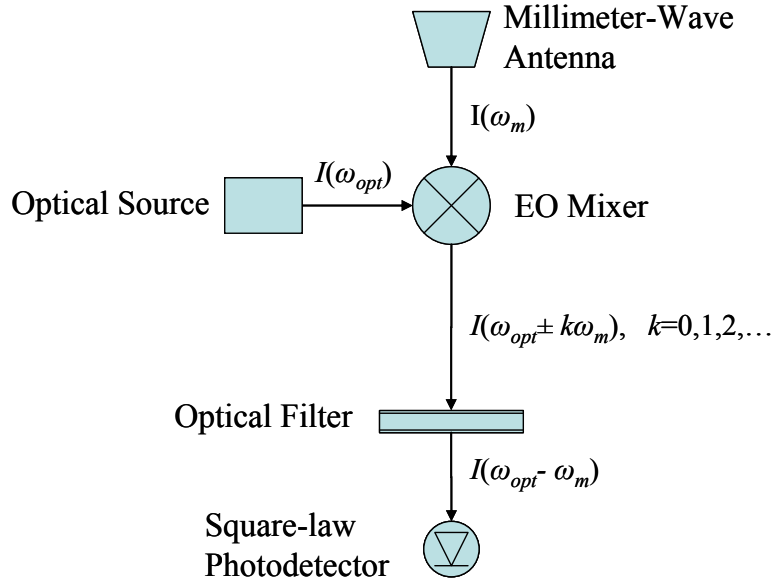 Millimeter-Wave
Antenna
I(ωm)
I(ωopt)
Optical Source
EO Mixer
I(ωopt± kωm), k=0,1,2,…
Optical Filter
I(ωopt- ωm)
Square-law
Photodetector